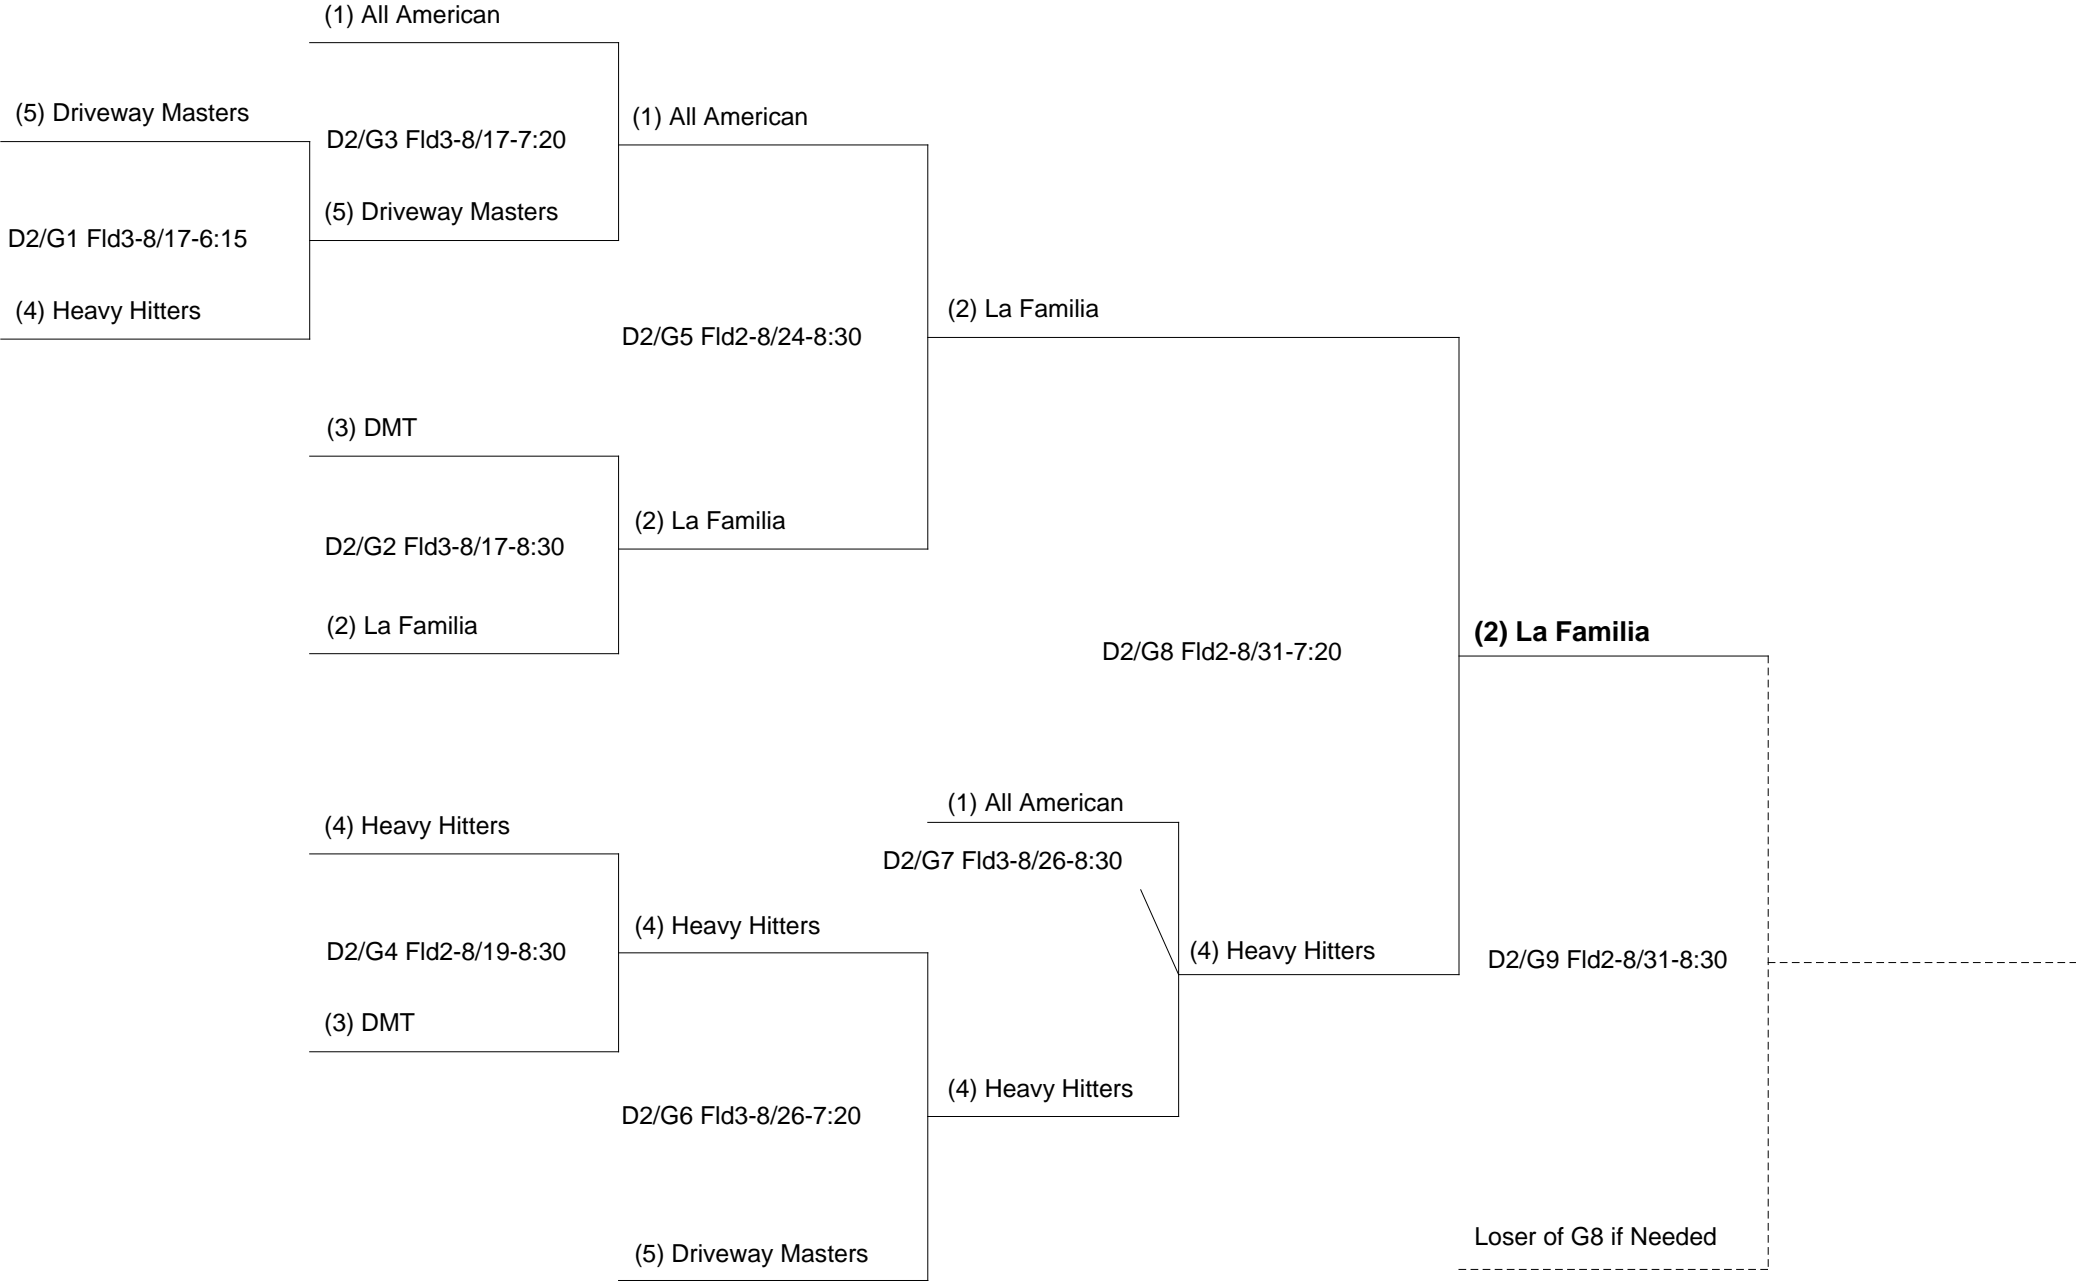 (1) All American
(5) Driveway Masters
(1) All American
D2/G3 Fld3-8/17-7:20
(5) Driveway Masters
D2/G1 Fld3-8/17-6:15
(4) Heavy Hitters
(2) La Familia
D2/G5 Fld2-8/24-8:30
(3) DMT
(2) La Familia
D2/G2 Fld3-8/17-8:30
(2) La Familia
(2) La Familia
D2/G8 Fld2-8/31-7:20
(1) All American
(4) Heavy Hitters
D2/G7 Fld3-8/26-8:30
(4) Heavy Hitters
D2/G4 Fld2-8/19-8:30
(4) Heavy Hitters
D2/G9 Fld2-8/31-8:30
(3) DMT
(4) Heavy Hitters
D2/G6 Fld3-8/26-7:20
Loser of G8 if Needed
(5) Driveway Masters